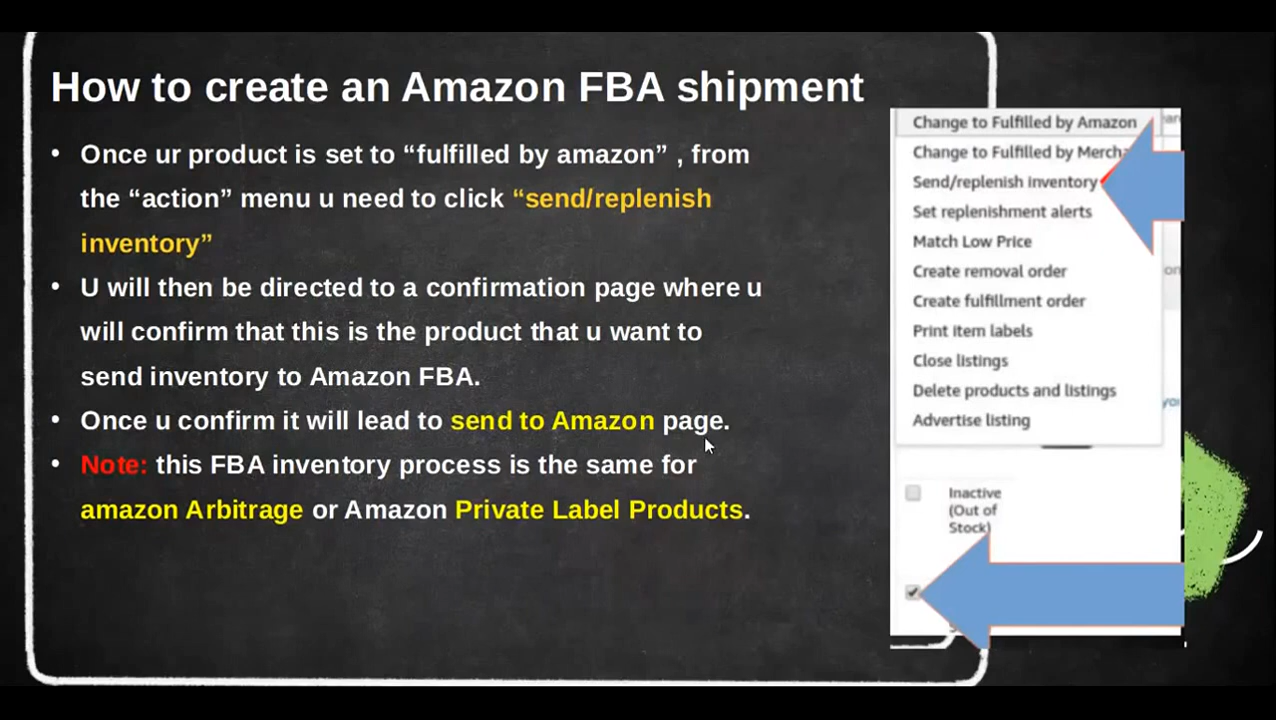 How to create an Amazon FBA shipment
• Once ur product is set to “fulfilled by amazon” , from
the “action” menu u need to click “send/replenish
inventory”
• U will then be directed to a confirmation page where u
will confirm that this is the product that u want to
send inventory to Amazon FBA.
• Once u confirm it will lead to send to Amazon page.
• Note: this FBA inventory process is the same for
amazon Arbitrage or Amazon Private Label Products.
Change to Fulfilled by Amazon
Change to Fulfilled by Mercha
Send/replenish inventory
Set replenishment alerts
Match Low Price
Create removal order
Create fulfillment order
Print item labels
Close listings
Delete products and listings
Advertise listing
Inactive
(Out of
Stock)